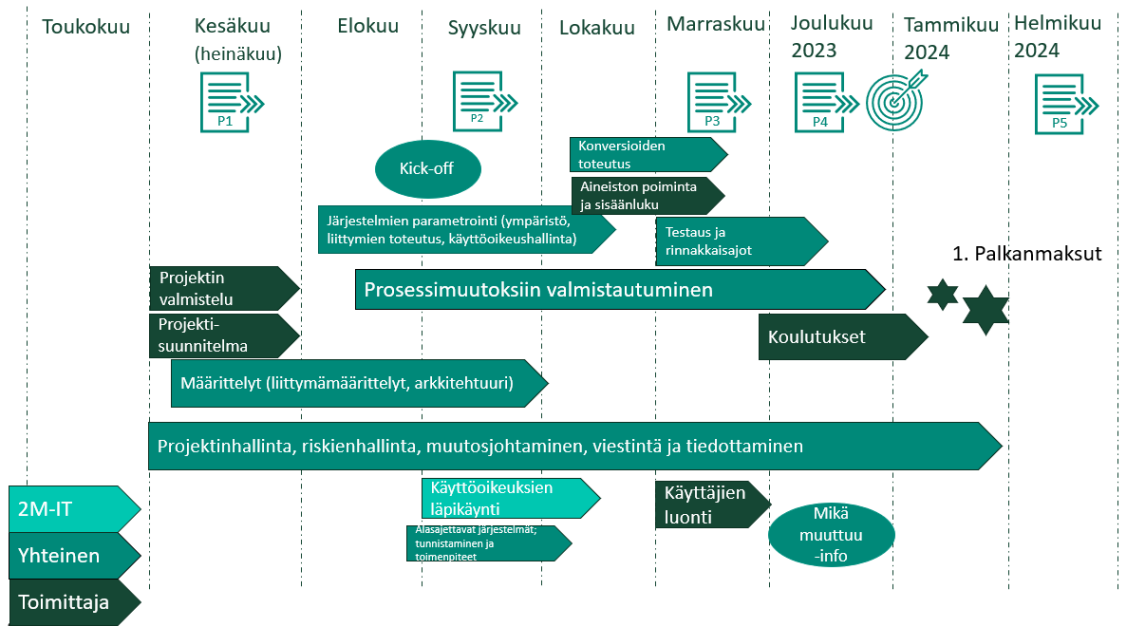 Toukokuu
Kesäkuu
(heinäkuu)
Elokuu
Syyskuu
Lokakuu
Marraskuu
Joulukuu
2023
Tammikuu
2024
Helmikuu
2024
P1
P2
P3
P4
P5
Kick-off
Konversioiden
toteutus
Aineiston poiminta
ja sisäänluku
Järjestelmien parametrointi (ympäristö,
liittymien toteutus, käyttöoikeushallinta)
Testaus ja
rinnakkaisajot
1. Palkanmaksut
Projektin
valmistelu
Prosessimuutoksiin valmistautuminen
Projekti-
suunnitelma
Koulutukset
Määrittelyt (liittymämäärittelyt, arkkitehtuuri)
Projektinhallinta, riskienhallinta, muutosjohtaminen, viestintä ja tiedottaminen
2M-IT
Käyttöoikeuksien
läpikäynti
Käyttäjien
luonti
Mikä
muuttuu
-info
Alasajettavat järjestelmät;
tunnistaminen ja
toimenpiteet
Yhteinen
Toimittaja